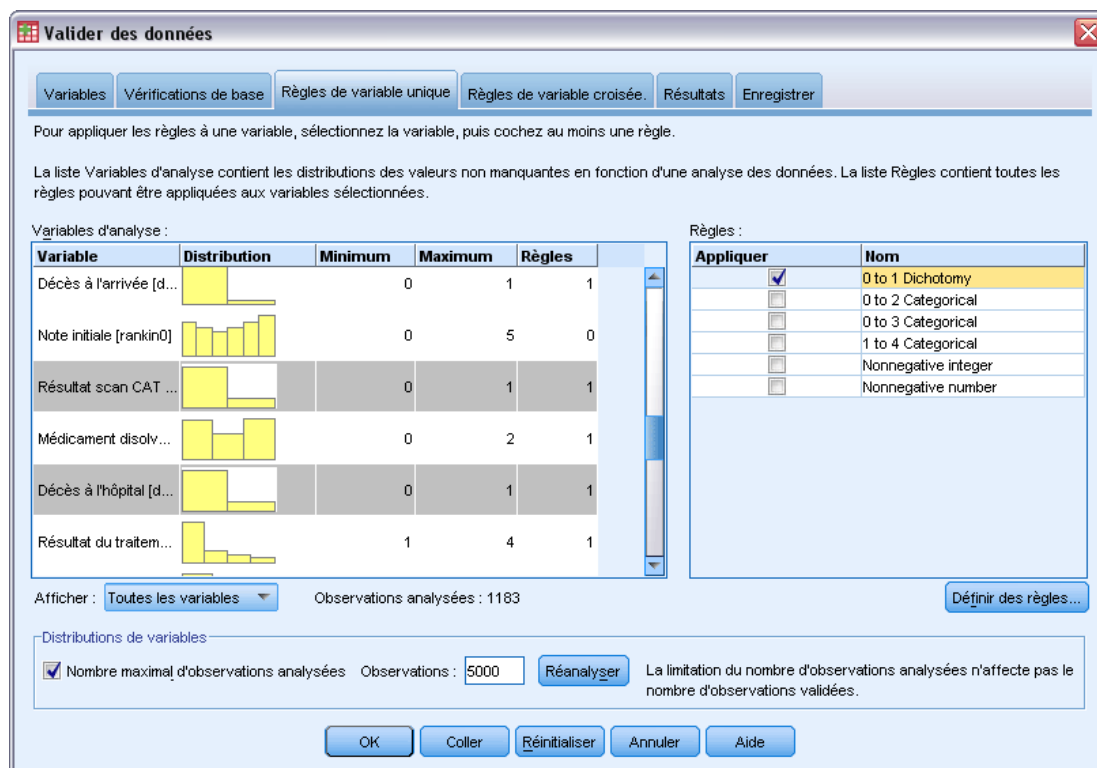 Valider des données
Variables Vérifications de base Règles de variable unique Règles de variable croisée. Résultats Enregistrer
Pour appliquer les règles à une variable, sélectionnez la variable, puis cochez au moins une règle.
La liste Variables d'analyse contient les distributions des valeurs non manquantes en fonction d'une analyse des données. La liste Règles contient toutes les
règles pouvant être appliquées aux variables sélectionnées.
Variables d'analyse :
Variable Distribution Minimum Maximum Règles
Décès à l'arrivée [d... 0 1 1
Note initiale [rankin0] 0 5 0
Résultat scan CAT ... 0 1 1
Médicament disolv... 0 2 1
Décès à l'hôpital [d... 0 1 1
Résultat du traitem... 1 4 1
Règles :
Appliquer Nom
0 to 1 Dichotomy
0 to 2 Categorical
0 to 3 Categorical
1 to 4 Categorical
Nonnegative integer
Nonnegative number
Afficher : Toutes les variables Observations analysées : 1183
Définir des règles...
Distributions de variables
Nombre maximal d'observations analysées Observations : 5000 Réanalyser
La limitation du nombre d'observations analysées n'affecte pas le
nombre d'observations validées.
OK Coller Réinitialiser Annuler Aide